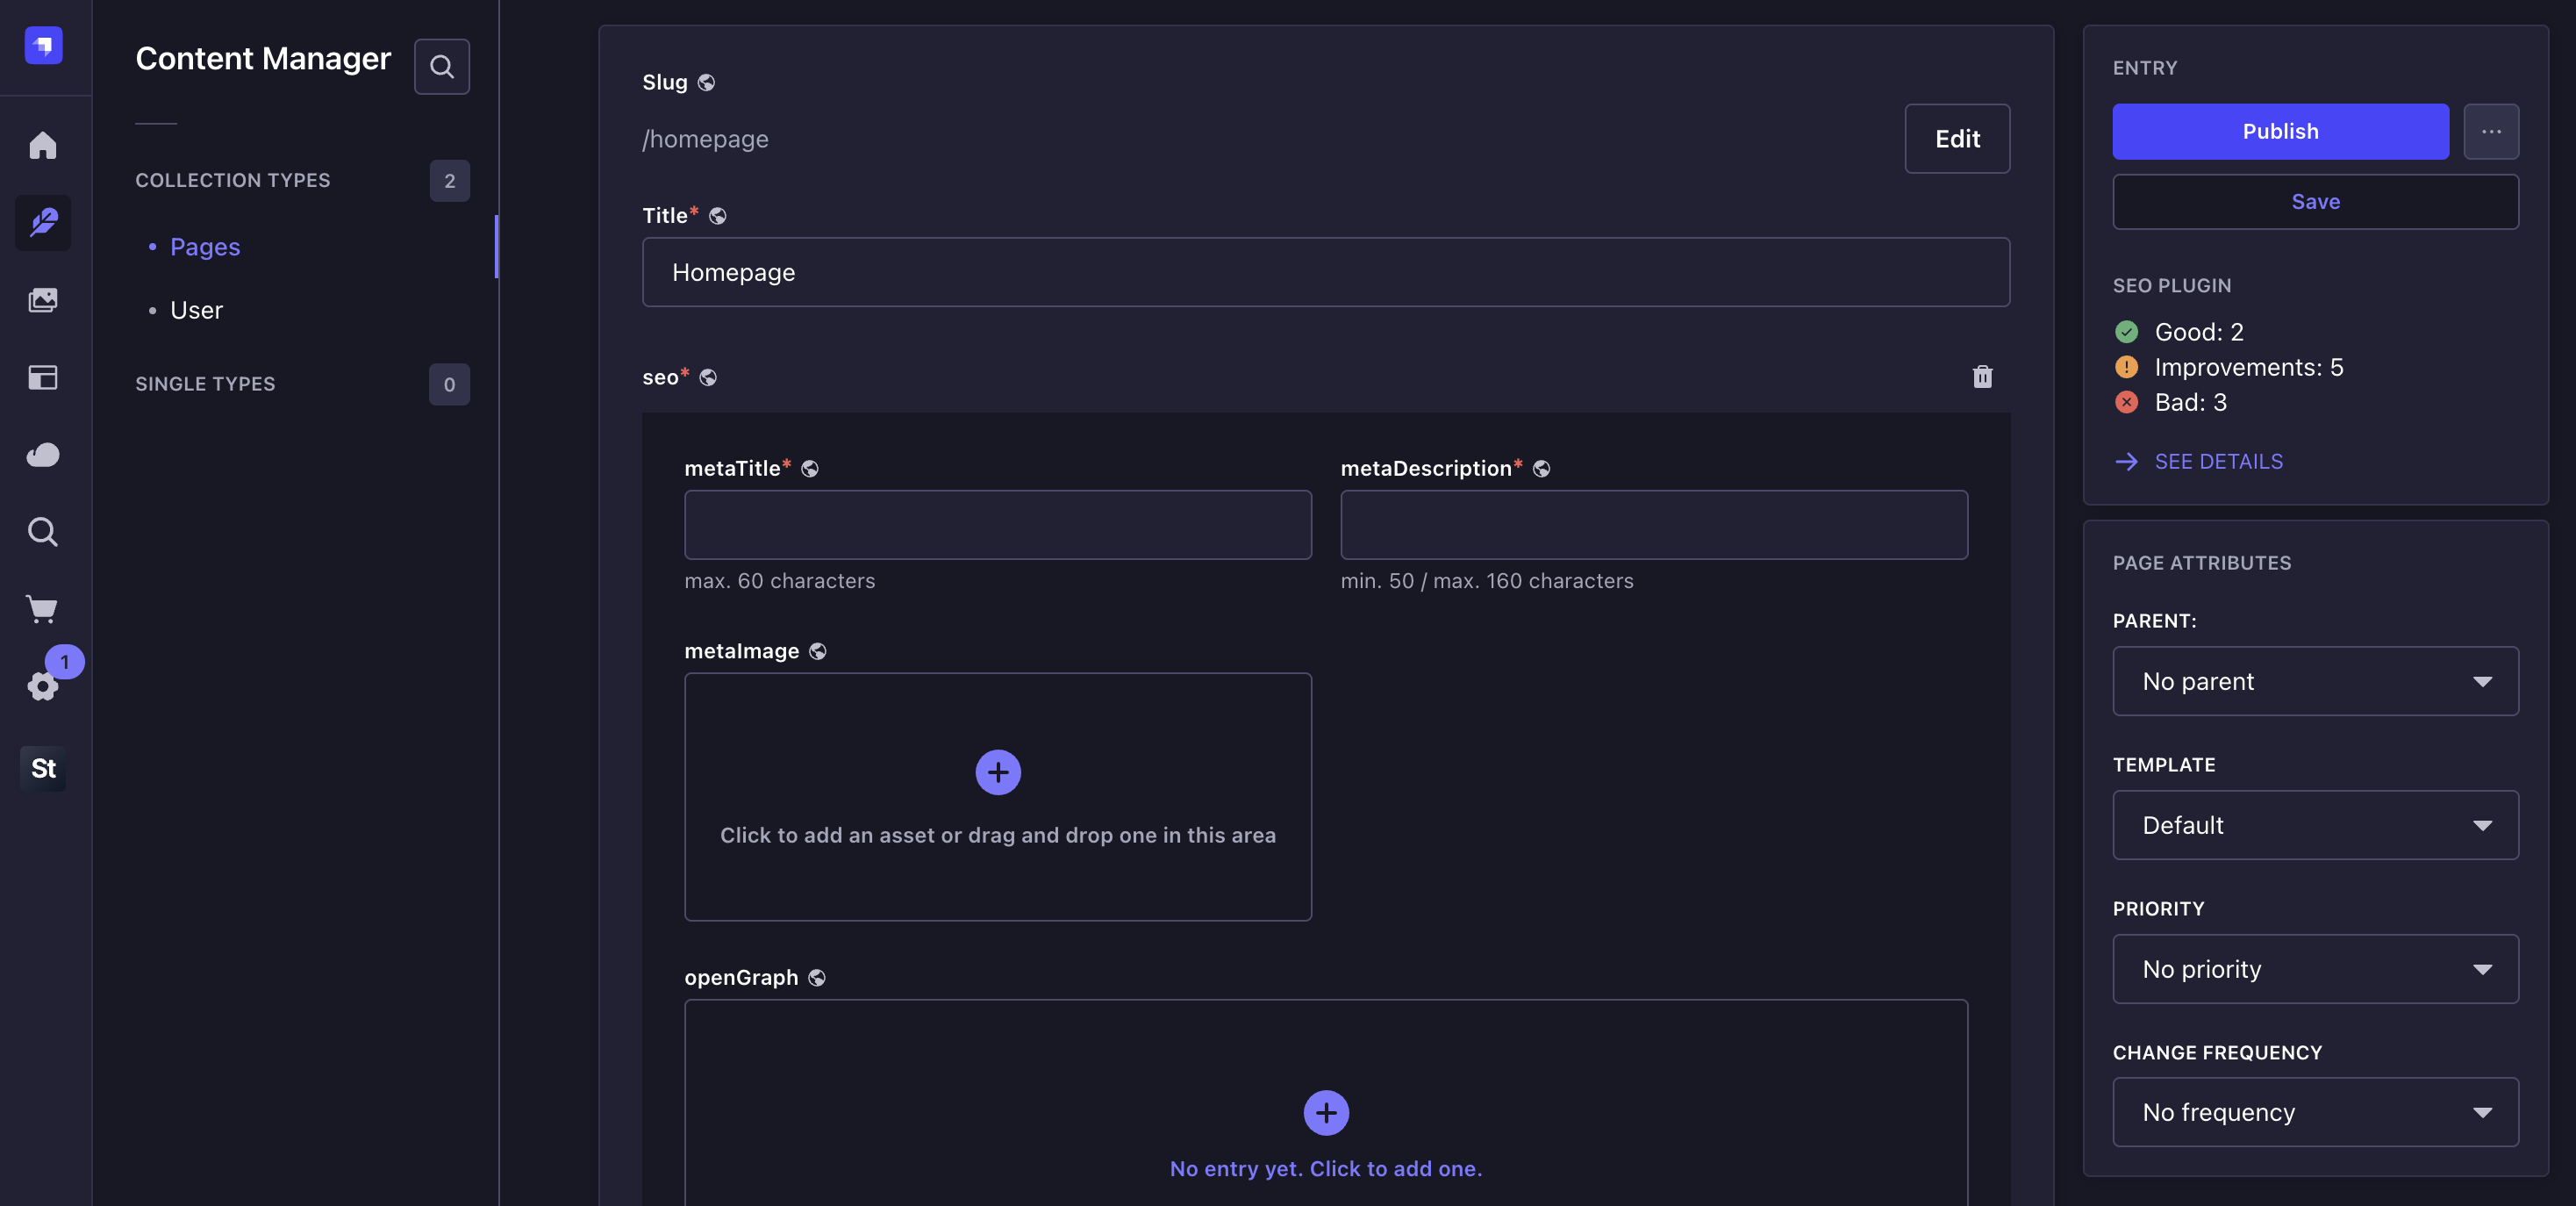 Content Manager
COLLECTION TYPES
2
Pages
User
SINGLE TYPES
0
1
St
Slug
/homepage
Edit
Title*
Homepage
seo*
metaTitle*
metaDescription*
max. 60 characters
min. 50 / max. 160 characters
metaImage
Click to add an asset or drag and drop one in this area
openGraph
No entry yet. Click to add one.
ENTRY
Publish
Save
SEO PLUGIN
Good: 2
Improvements: 5
Bad: 3
SEE DETAILS
PAGE ATTRIBUTES
PARENT:
No parent
TEMPLATE
Default
PRIORITY
No priority
CHANGE FREQUENCY
No frequency